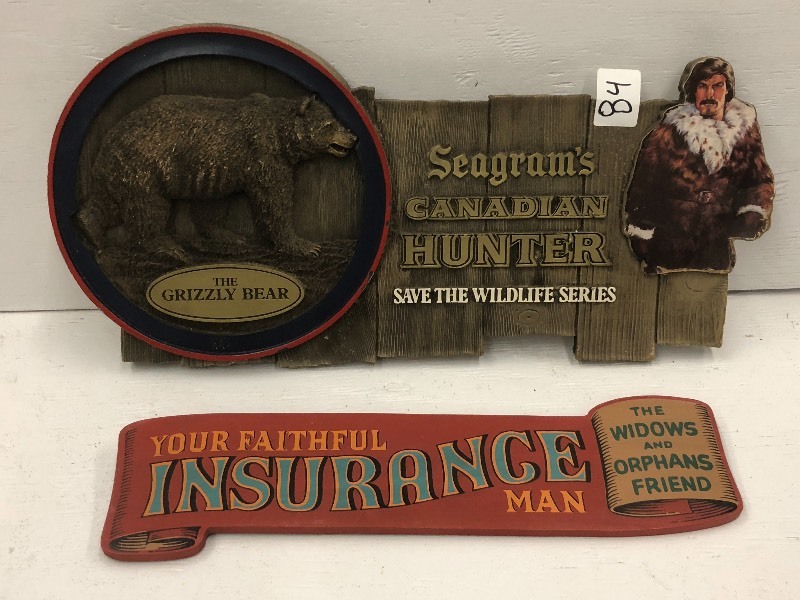 84
Seagram's
CANADIAN
HUNTER
SAVE THE WILDLIFE SERIES
THE
GRIZZLY BEAR
YOUR FAITHFUL
INSURANCE
MAN
THE
WIDOWS
AND
ORPHANS
FRIEND